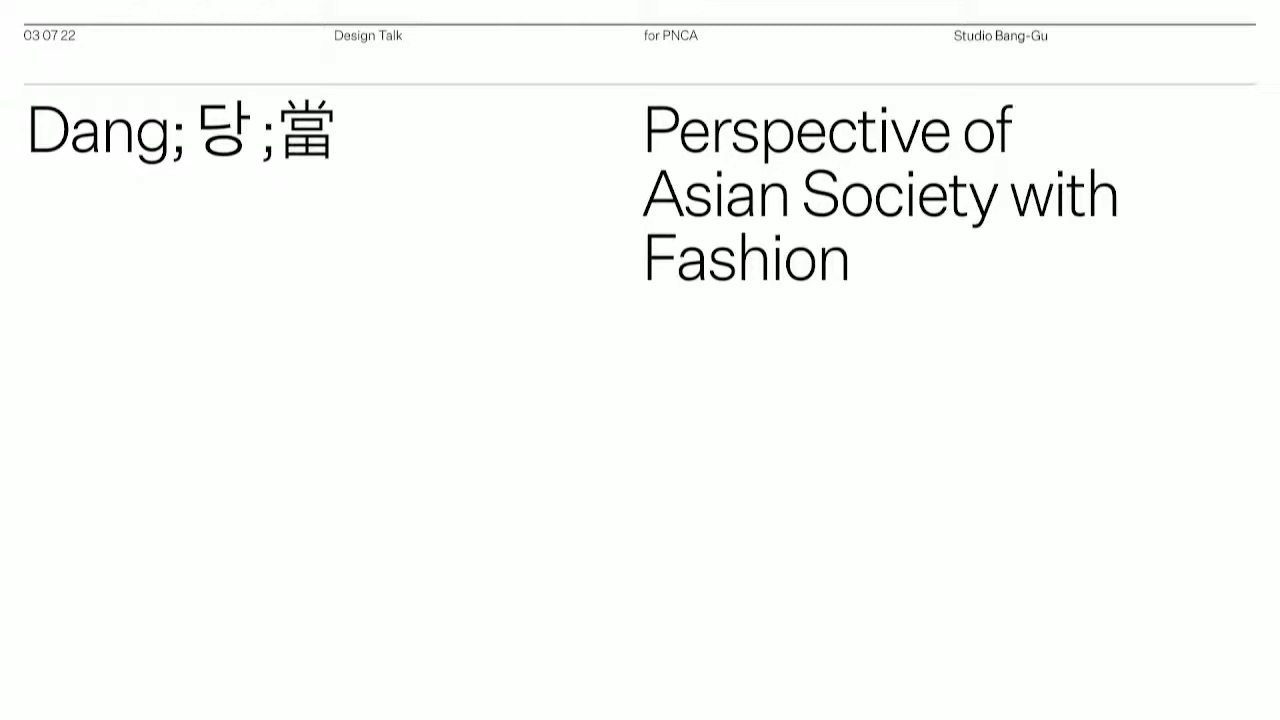 03 07 22
Design Talk
for PNCA
Studio Bang-Gu
Dang; 당 ;當
Perspective of
Asian Society with
Fashion